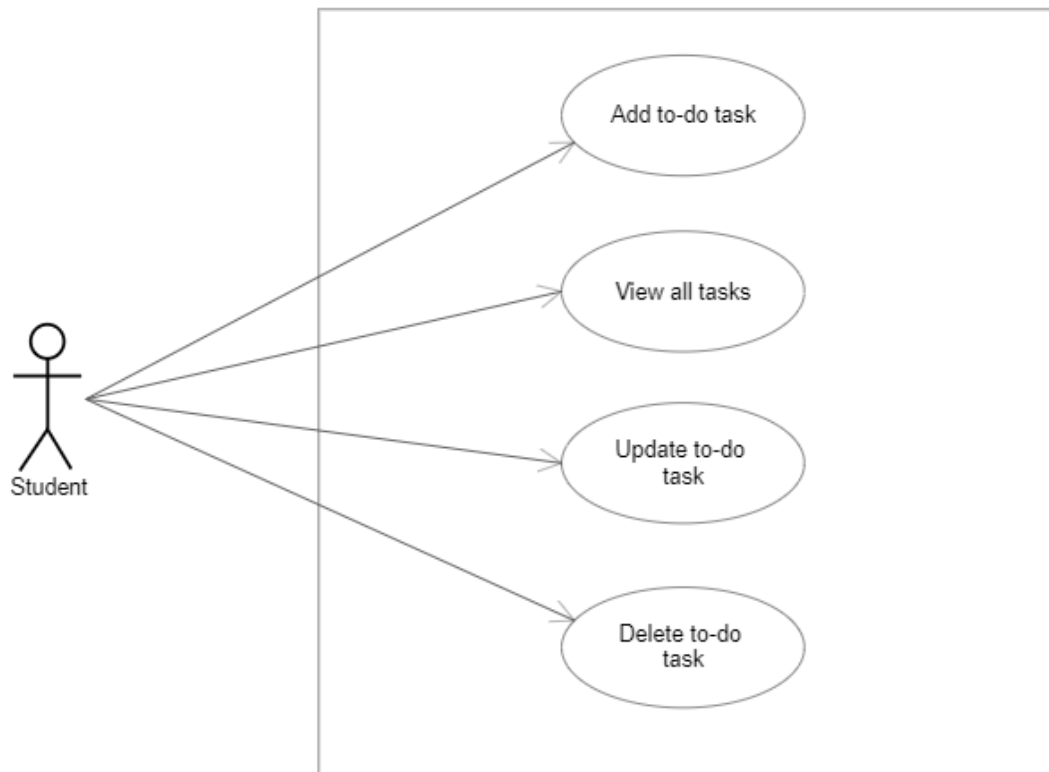 Add to-do task
View all tasks
Student
Update to-do
task
Delete to-do
task